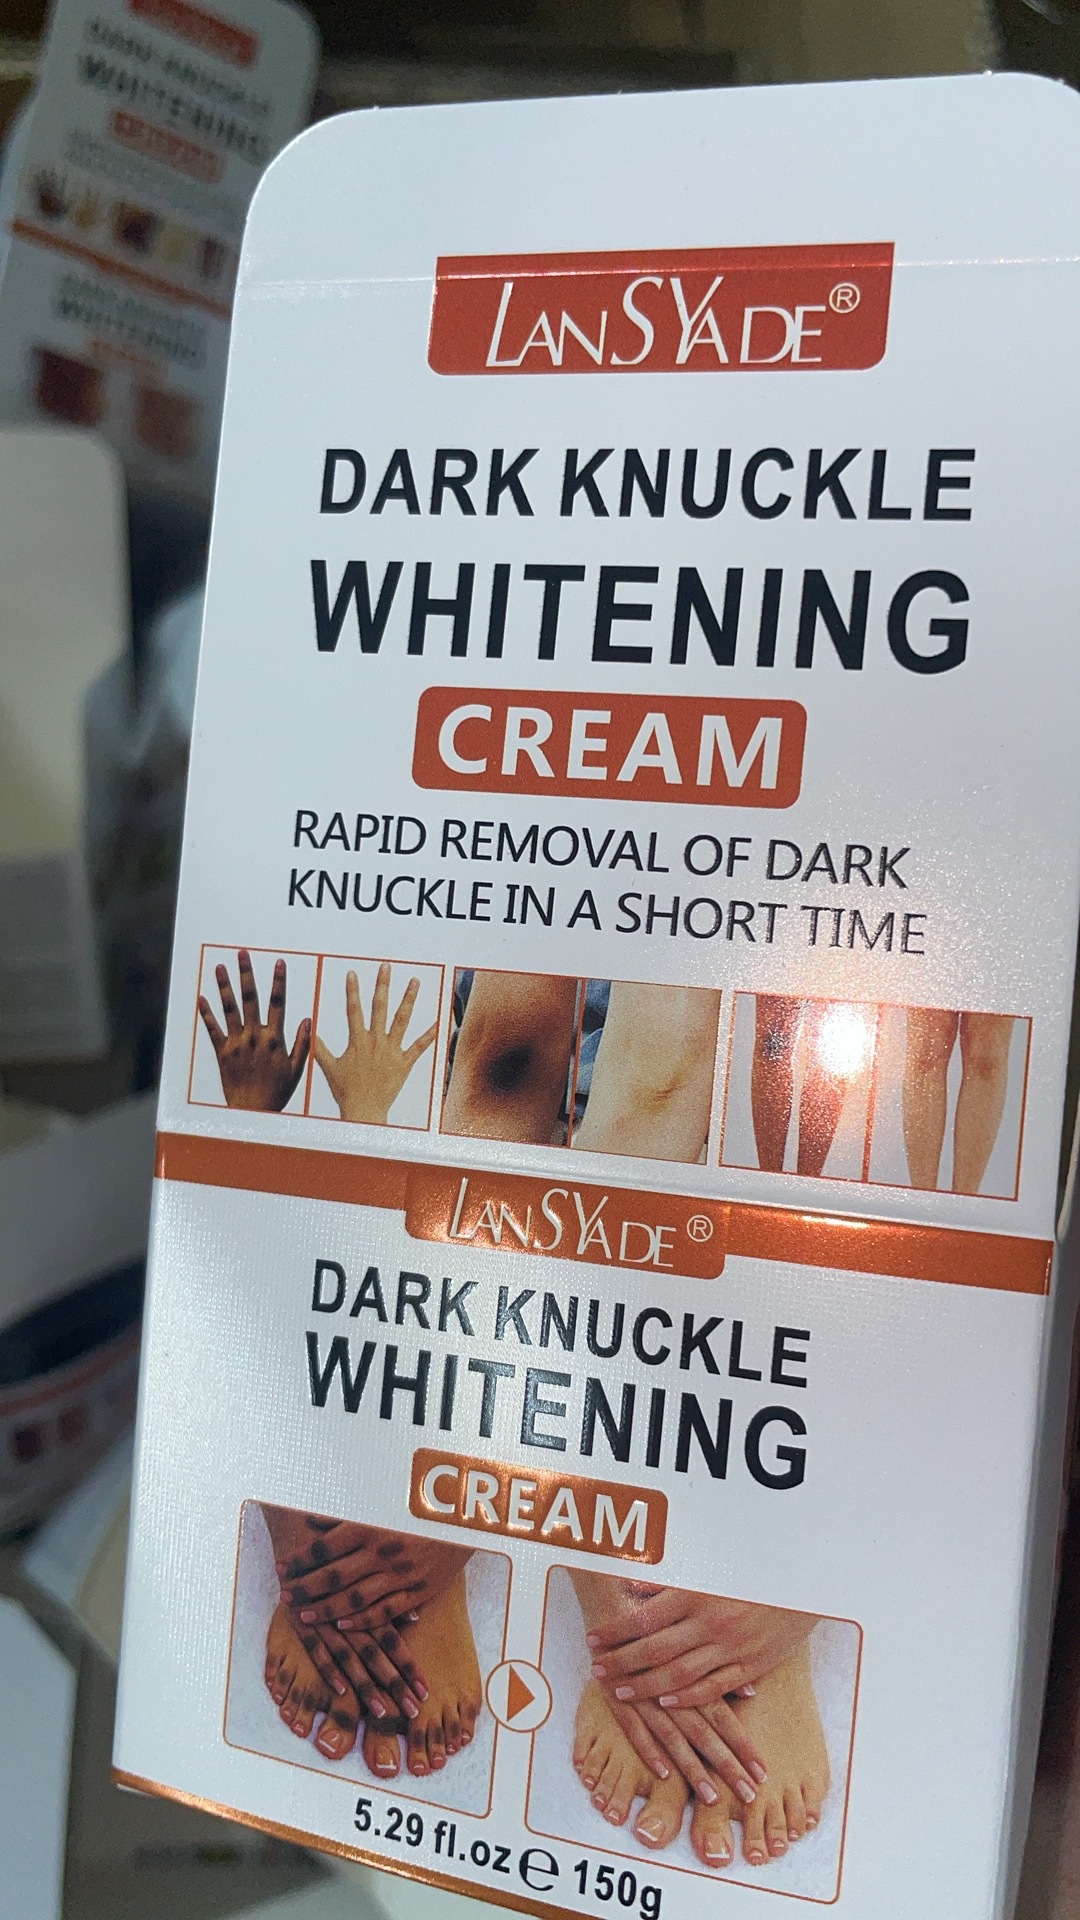 LANSYADE®
DARK KNUCKLE
WHITENING
CREAM
RAPID REMOVAL OF DARK
KNUCKLE IN A SHORT TIME
LANSYADE®
DARK KNUCKLE
WHITENING
CREAM
5.29 fl.oz ℮ 150g
WHITENING